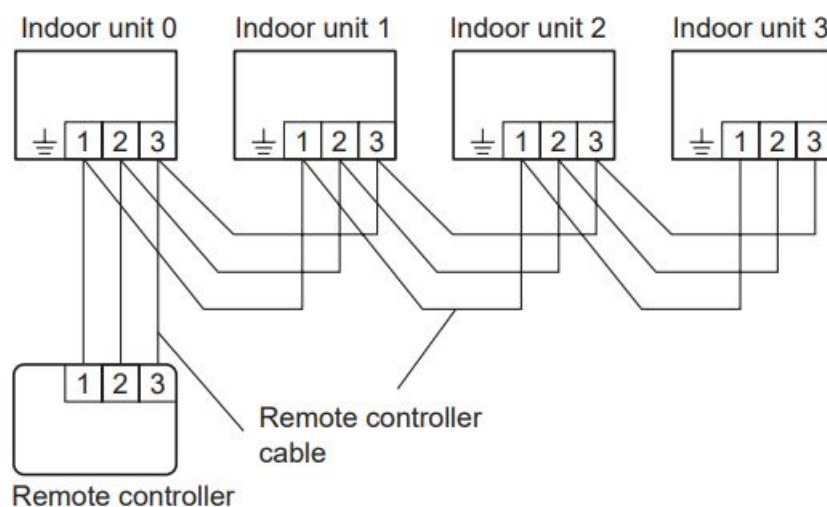 Indoor unit 0 Indoor unit 1 Indoor unit 2 Indoor unit 3
1 2 3 1 2 3 1 2 3 1 2 3
1 2 3
Remote controller
cable
Remote controller